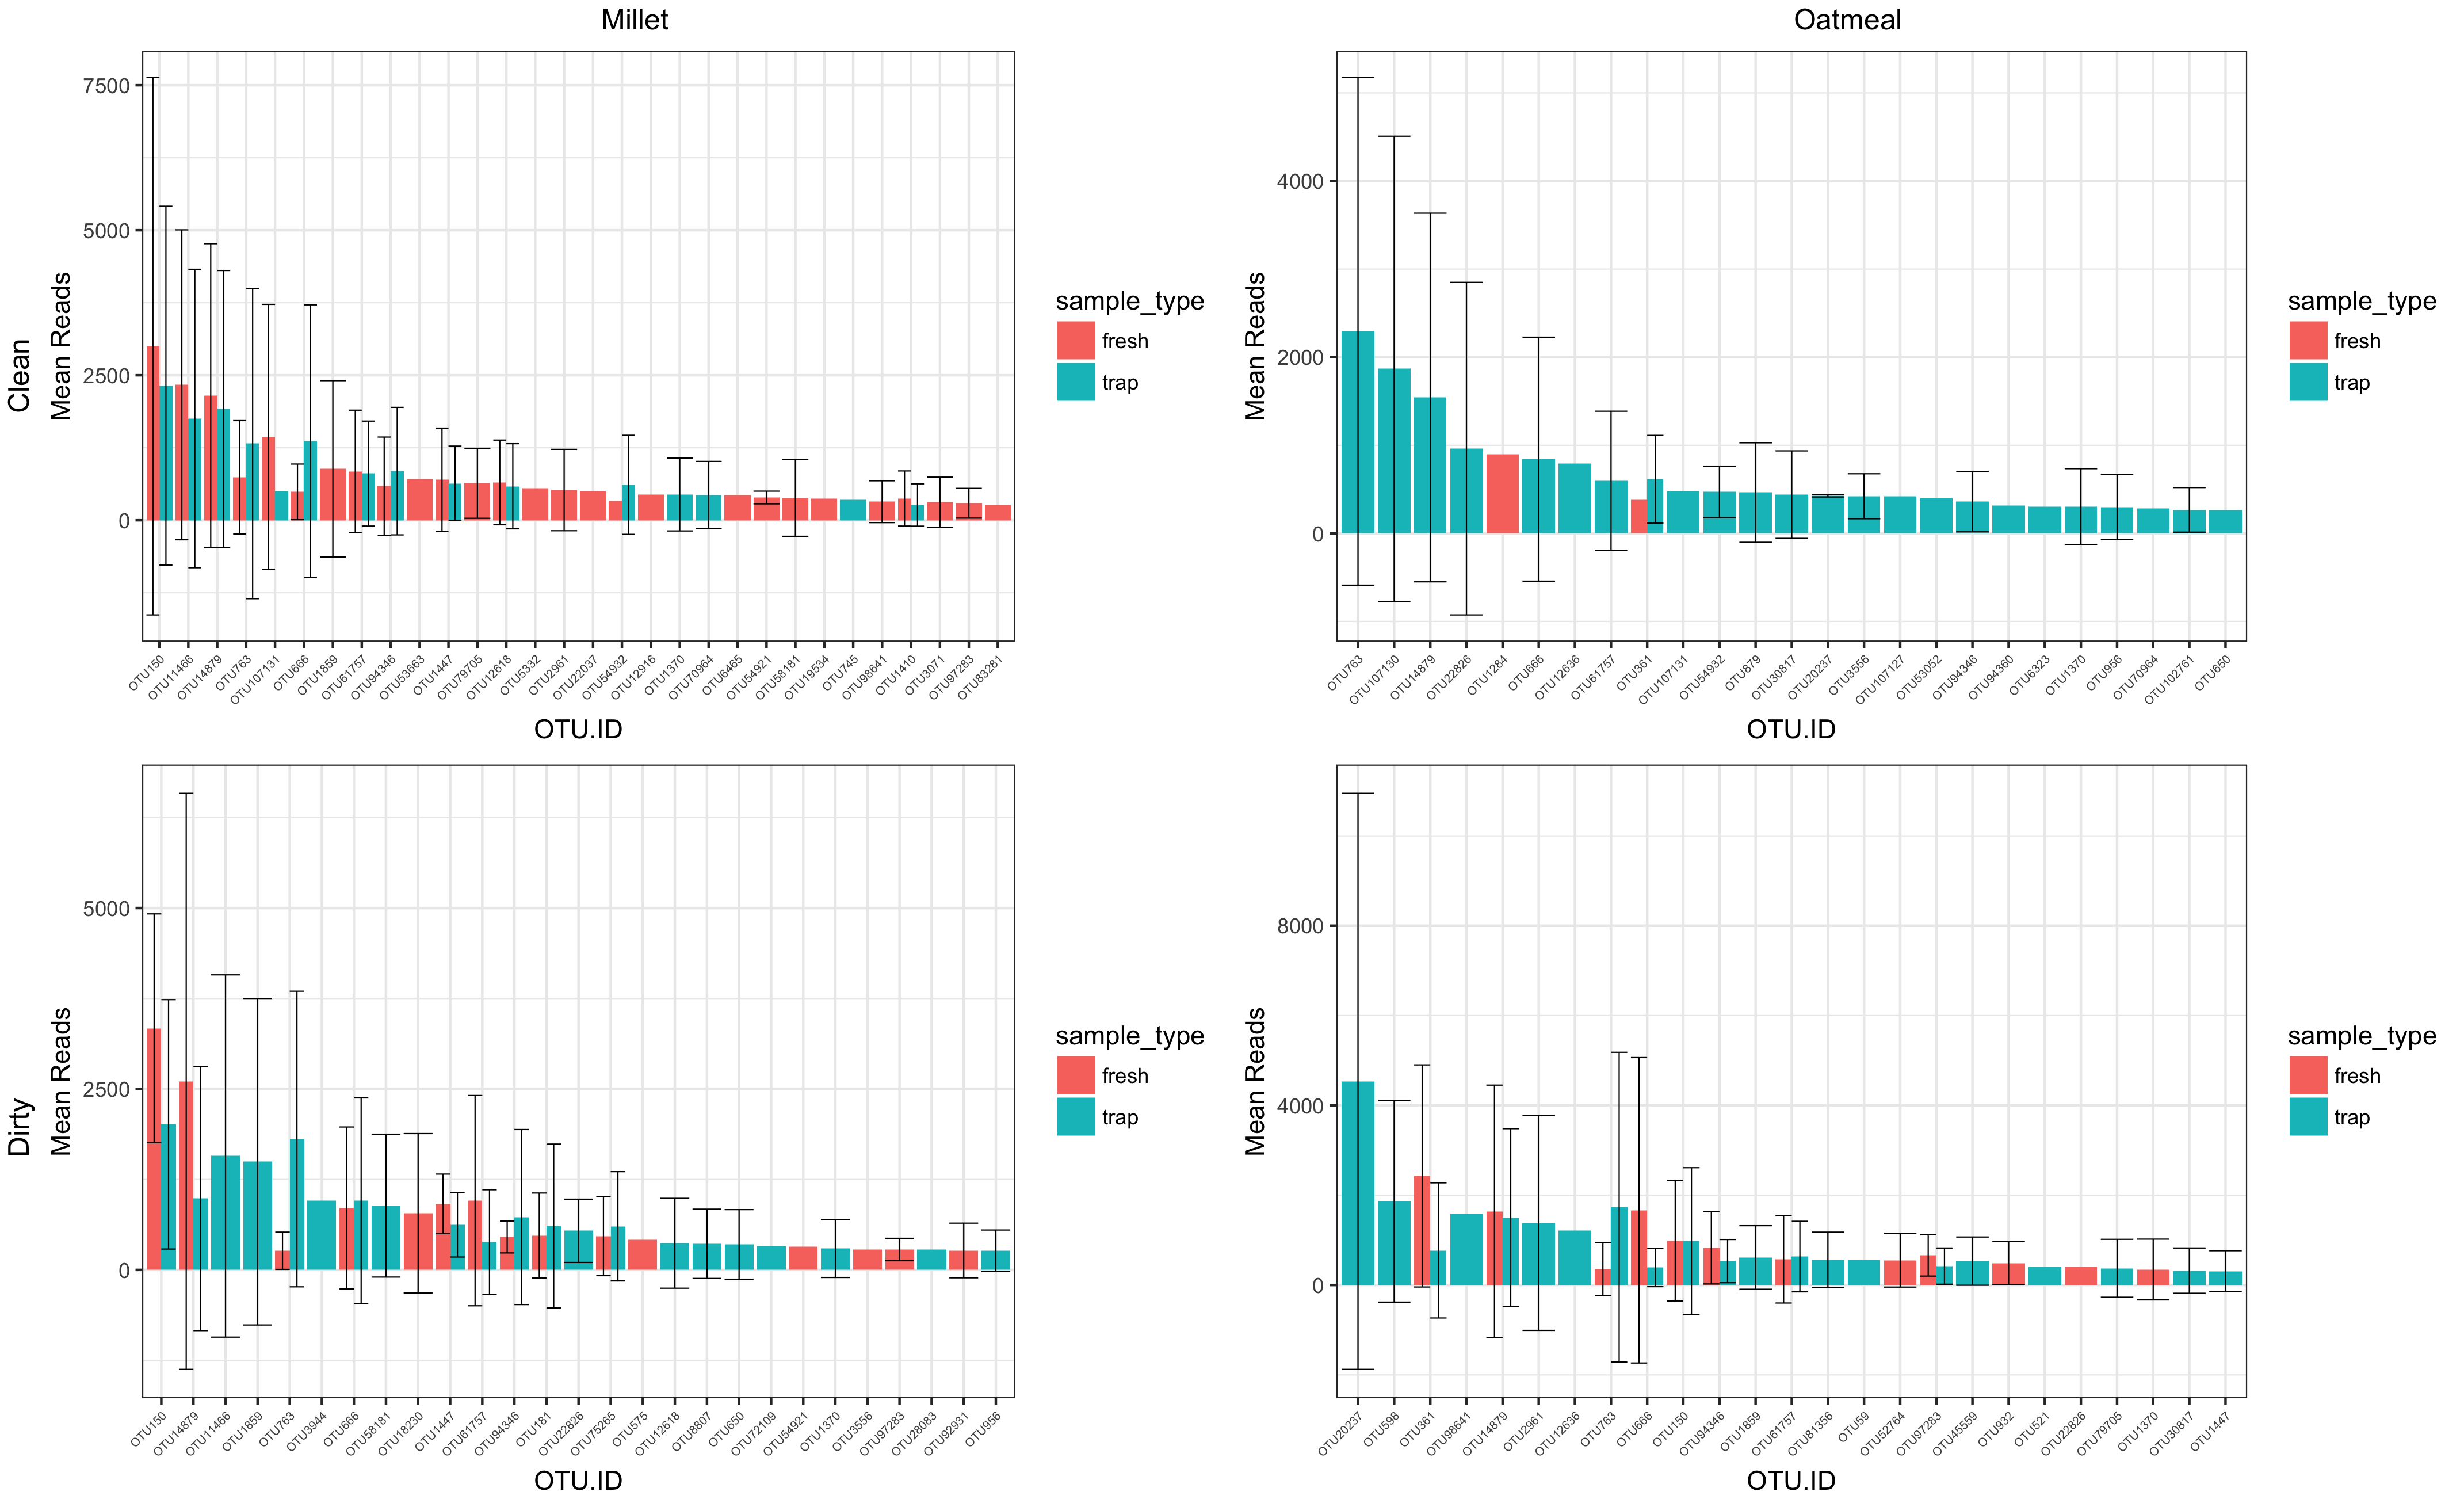 Millet
Oatmeal
Clean
Mean Reads
7500
5000
2500
0
OTU150
OTU11466
OTU14879
OTU763
OTU107131
OTU666
OTU1859
OTU61757
OTU94346
OTU53663
OTU1447
OTU79705
OTU12618
OTU5332
OTU2961
OTU22037
OTU54932
OTU12916
OTU1370
OTU70964
OTU6465
OTU54921
OTU58181
OTU19534
OTU745
OTU98641
OTU1410
OTU3071
OTU97283
OTU83281
OTU.ID
sample_type
fresh
trap
Mean Reads
4000
2000
0
OTU763
OTU107130
OTU14879
OTU22826
OTU1284
OTU666
OTU12636
OTU61757
OTU361
OTU107131
OTU54932
OTU879
OTU30817
OTU20237
OTU3556
OTU107127
OTU53052
OTU94346
OTU94360
OTU6323
OTU1370
OTU956
OTU70964
OTU102761
OTU650
OTU.ID
sample_type
fresh
trap
Dirty
Mean Reads
5000
2500
0
OTU150
OTU14879
OTU11466
OTU1859
OTU763
OTU3944
OTU666
OTU58181
OTU18230
OTU1447
OTU61757
OTU94346
OTU181
OTU22826
OTU75265
OTU575
OTU12618
OTU8807
OTU650
OTU72109
OTU54921
OTU1370
OTU3556
OTU97283
OTU28083
OTU92931
OTU956
OTU.ID
sample_type
fresh
trap
Mean Reads
8000
4000
0
OTU20237
OTU598
OTU361
OTU98641
OTU14879
OTU2961
OTU12636
OTU763
OTU666
OTU150
OTU94346
OTU1859
OTU61757
OTU81356
OTU59
OTU52764
OTU97283
OTU45559
OTU932
OTU521
OTU22826
OTU79705
OTU1370
OTU30817
OTU1447
OTU.ID
sample_type
fresh
trap